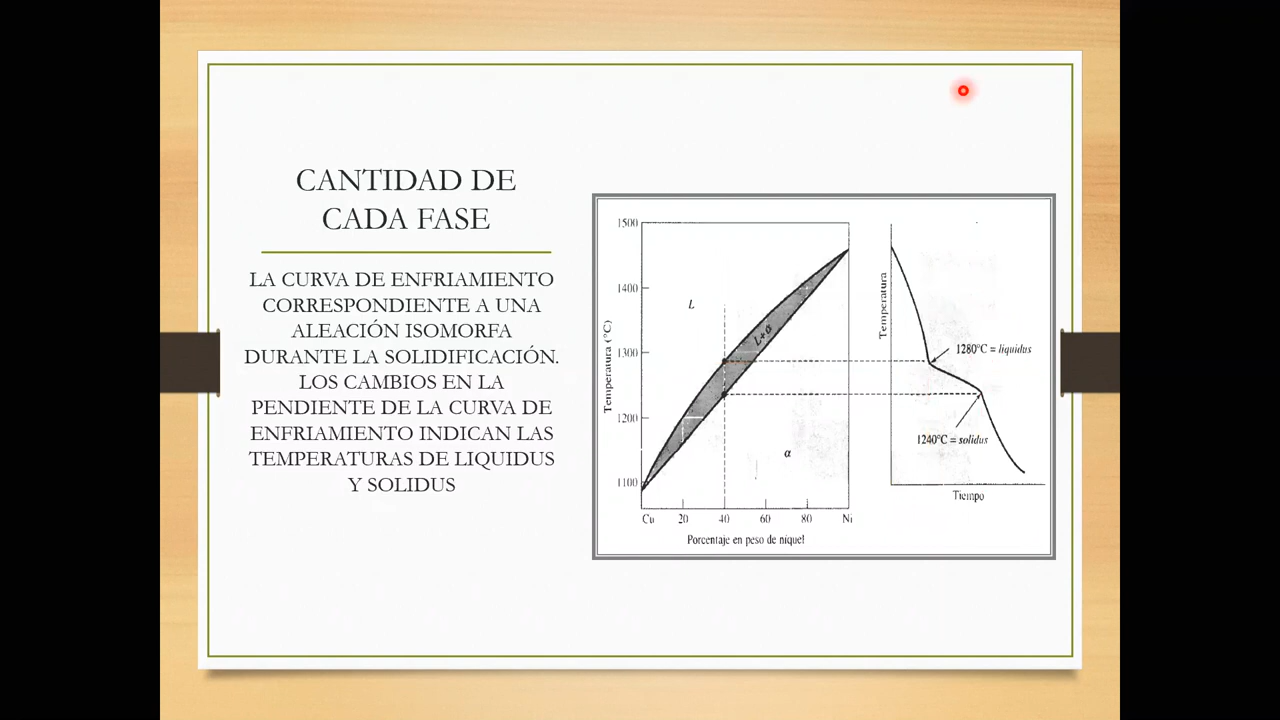 CANTIDAD DE
CADA FASE
LA CURVA DE ENFRIAMIENTO
CORRESPONDIENTE A UNA
ALEACIÓN ISOMORFA
DURANTE LA SOLIDIFICACIÓN.
LOS CAMBIOS EN LA
PENDIENTE DE LA CURVA DE
ENFRIAMIENTO INDICAN LAS
TEMPERATURAS DE LIQUIDUS
Y SOLIDUS
Temperatura (°C)
1500
1400
1300
1200
1100
L
L+α
α
Cu 20 40 60 80 Ni
Porcentaje en peso de níquel
Temperatura
1280°C = liquidus
1240°C = solidus
Tiempo